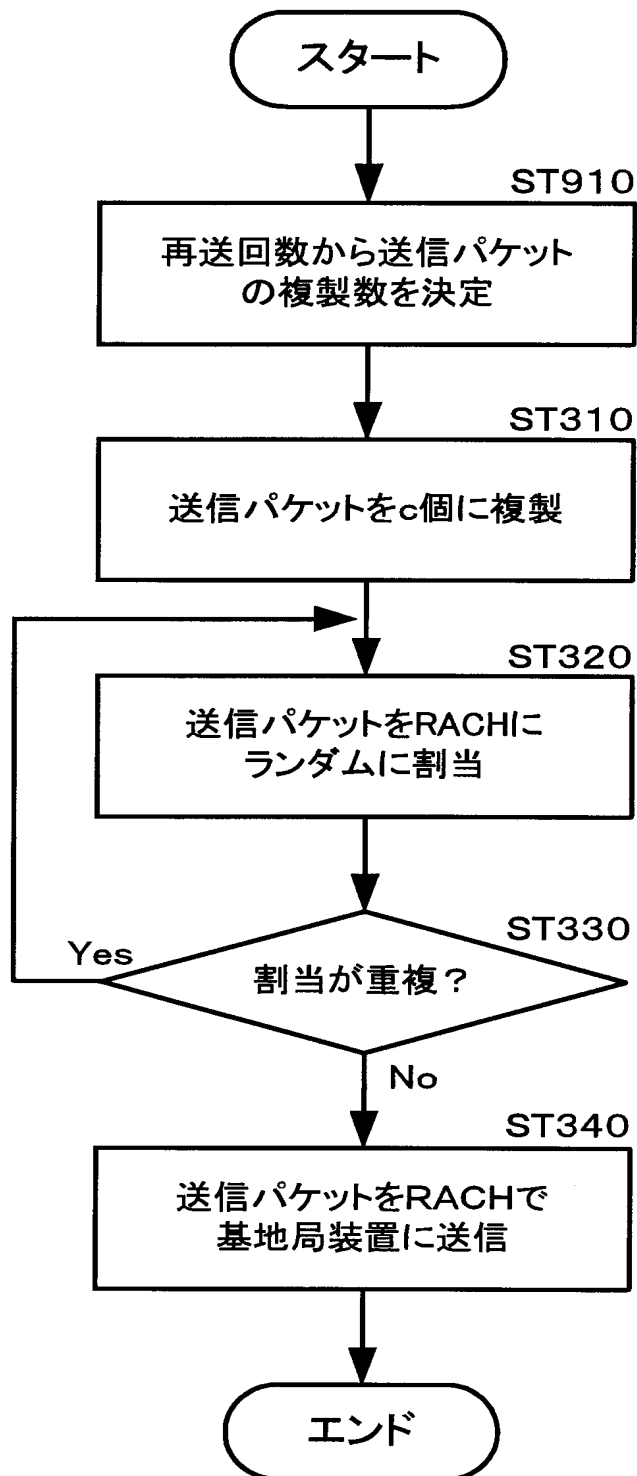 スタート
ST910
再送回数から送信パケット
の複製数を決定
ST310
送信パケットをc個に複製
ST320
送信パケットをRACHに
ランダムに割当
ST330
割当が重複？
Yes
No
ST340
送信パケットをRACHで
基地局装置に送信
エンド